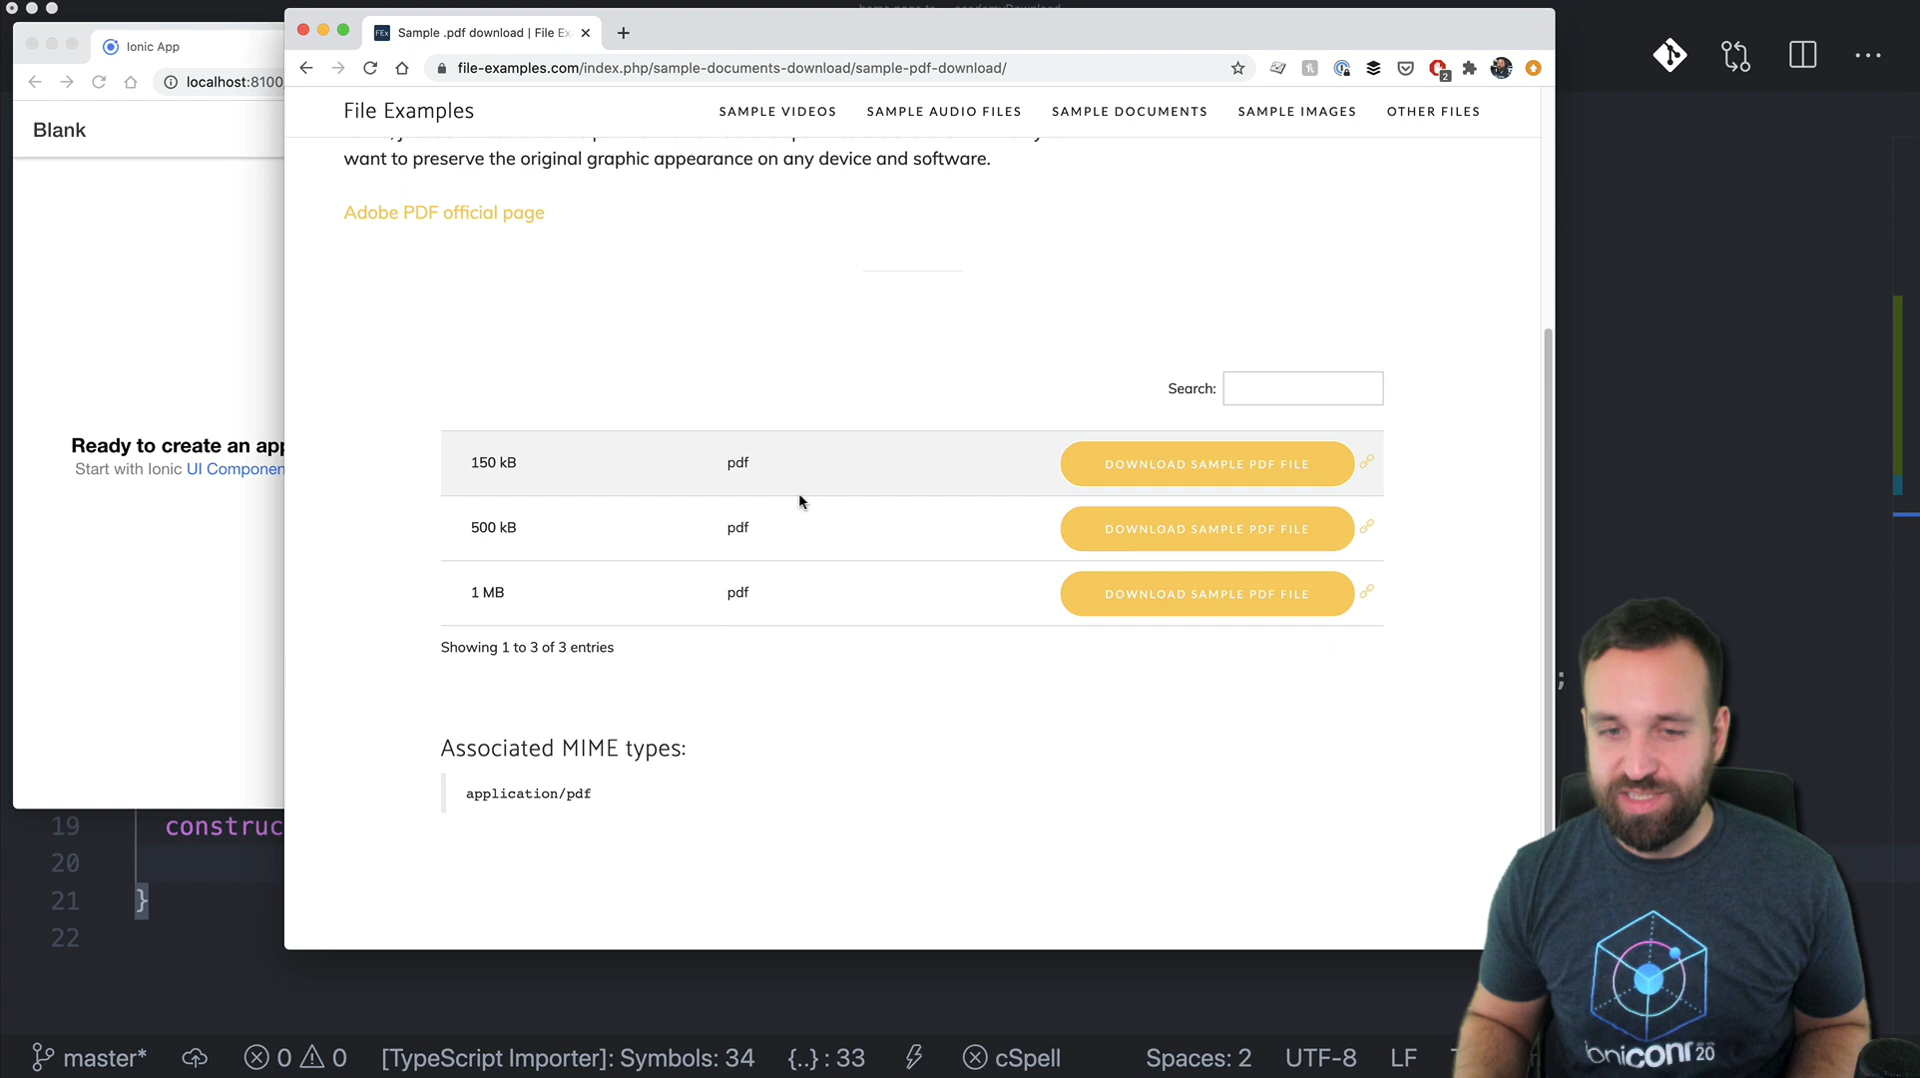 Ionic App
Sample .pdf download | File Ex
localhost:8100/
file-examples.com/index.php/sample-documents-download/sample-pdf-download/
2
Blank
File Examples
SAMPLE VIDEOS
SAMPLE AUDIO FILES
SAMPLE DOCUMENTS
SAMPLE IMAGES
OTHER FILES
want to preserve the original graphic appearance on any device and software.
Adobe PDF official page
Search:
Ready to create an app
Start with Ionic UI Componen
150 kB pdf DOWNLOAD SAMPLE PDF FILE
500 kB pdf DOWNLOAD SAMPLE PDF FILE
1 MB pdf DOWNLOAD SAMPLE PDF FILE
Showing 1 to 3 of 3 entries
;
Associated MIME types:
application/pdf
19 construc
20
21 }
22
ioniconf 20
master* 0 0 [TypeScript Importer]: Symbols: 34 {..} : 33 cSpell Spaces: 2 UTF-8 LF